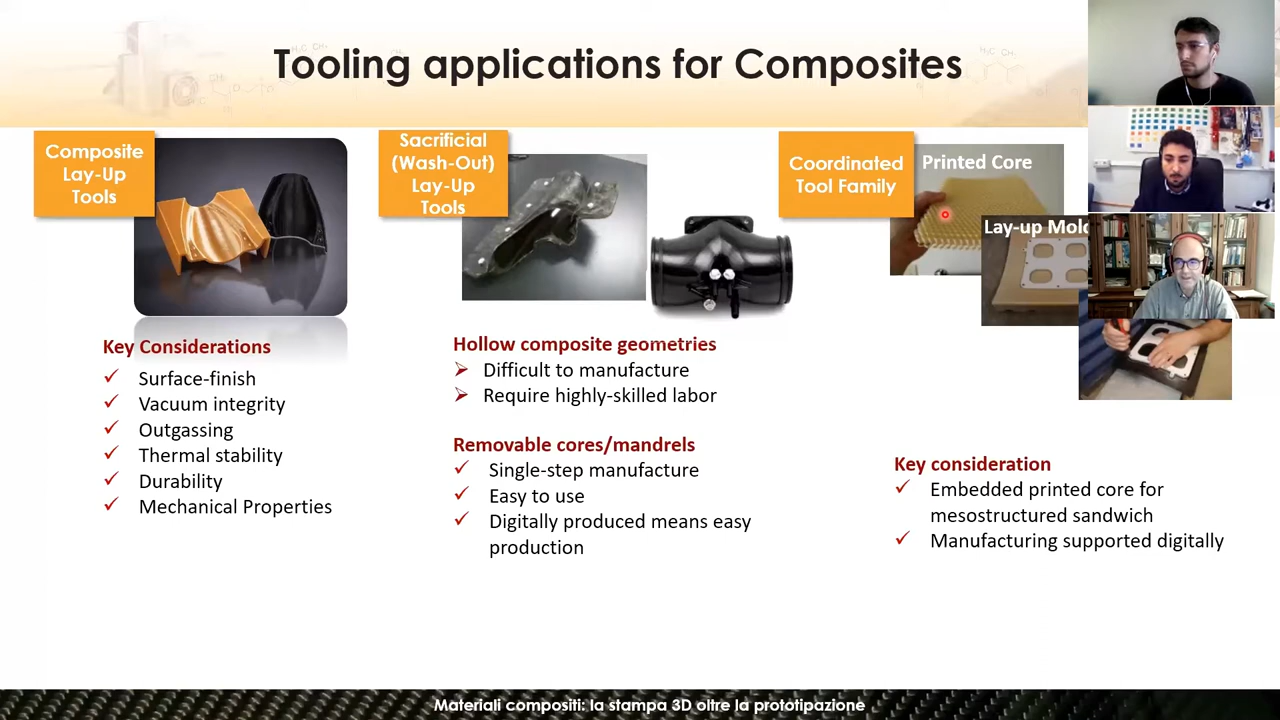 Tooling applications for Composites
Composite
Lay-Up
Tools
Key Considerations
Surface-finish
Vacuum integrity
Outgassing
Thermal stability
Durability
Mechanical Properties
Sacrificial
(Wash-Out)
Lay-Up
Tools
Hollow composite geometries
Difficult to manufacture
Require highly-skilled labor
Removable cores/mandrels
Single-step manufacture
Easy to use
Digitally produced means easy
production
Coordinated
Tool Family
Printed Core
Lay-up Mold
Key consideration
Embedded printed core for
mesostructured sandwich
Manufacturing supported digitally
Materiali compositi: la stampa 3D oltre la prototipazione